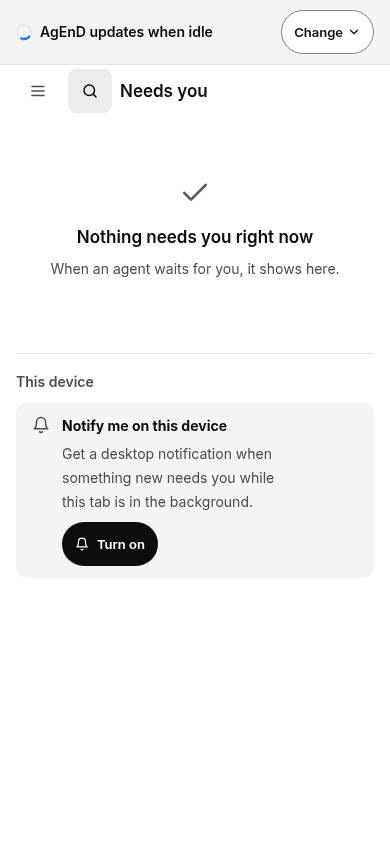 AgEnD updates when idle
Change
Needs you
Nothing needs you right now
When an agent waits for you, it shows here.
This device
Notify me on this device
Get a desktop notification when
something new needs you while
this tab is in the background.
Turn on